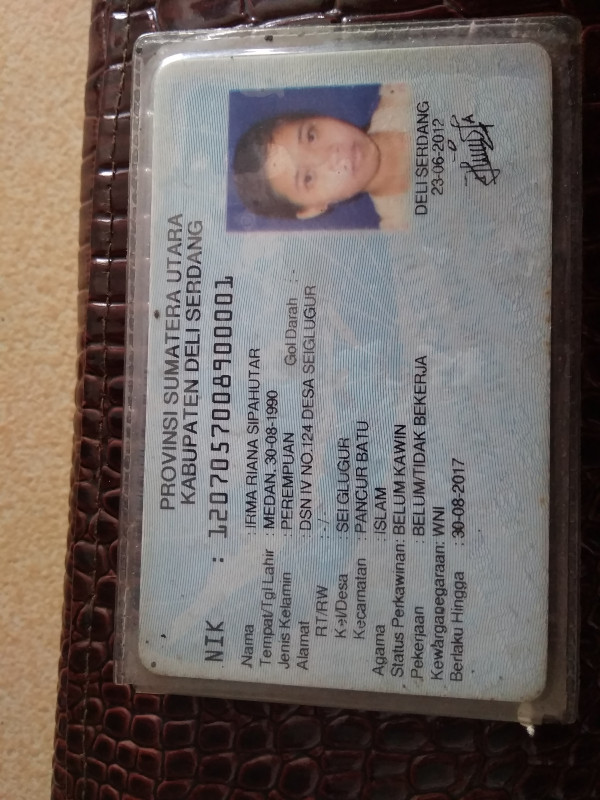 PROVINSI SUMATERA UTARA
KABUPATEN DELI SERDANG
NIK : 1207057008900001
Nama : IRMA RIANA SIPAHUTAR
Tempat/Tgl Lahir : MEDAN, 30-08-1990
Jenis Kelamin : PEREMPUAN Gol Darah : -
Alamat : DSN IV NO.124 DESA SEIGLUGUR
RT/RW : - / -
Kel/Desa : SEIGLUGUR
Kecamatan : PANCUR BATU
Agama : ISLAM
Status Perkawinan: BELUM KAWIN
Pekerjaan : BELUM/TIDAK BEKERJA
Kewarganegaraan: WNI
Berlaku Hingga : 30-08-2017
DELI SERDANG
23-06-2012